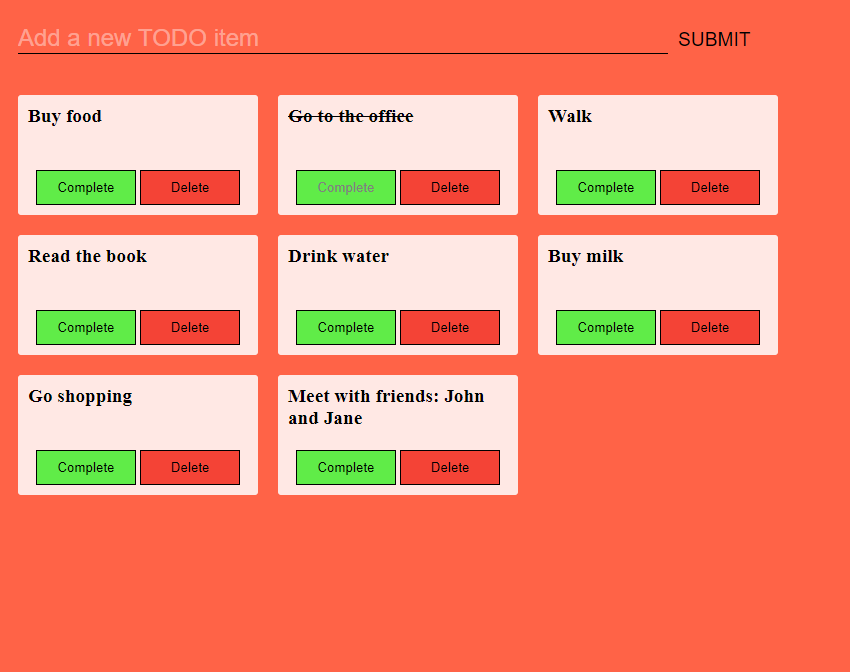 Add a new TODO item SUBMIT
Buy food
Complete Delete
Go to the office
Complete Delete
Walk
Complete Delete
Read the book
Complete Delete
Drink water
Complete Delete
Buy milk
Complete Delete
Go shopping
Complete Delete
Meet with friends: John
and Jane
Complete Delete